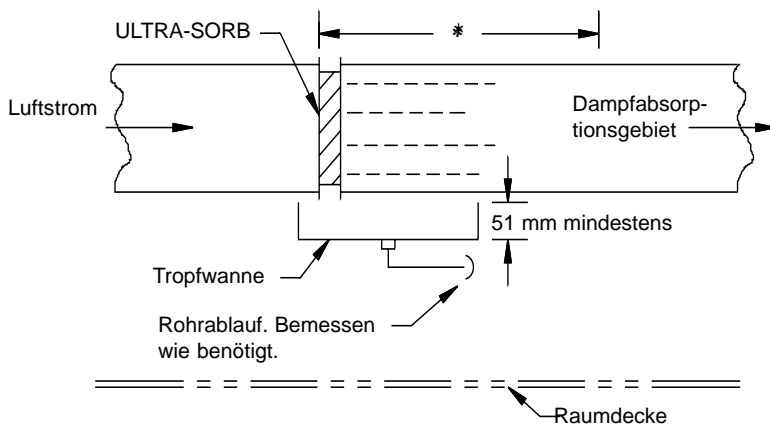 ULTRA-SORB
*
Luftstrom
Dampfabsorp-
tionsgebiet
51 mm mindestens
Tropfwanne
Rohrablauf. Bemessen
wie benötigt.
Raumdecke